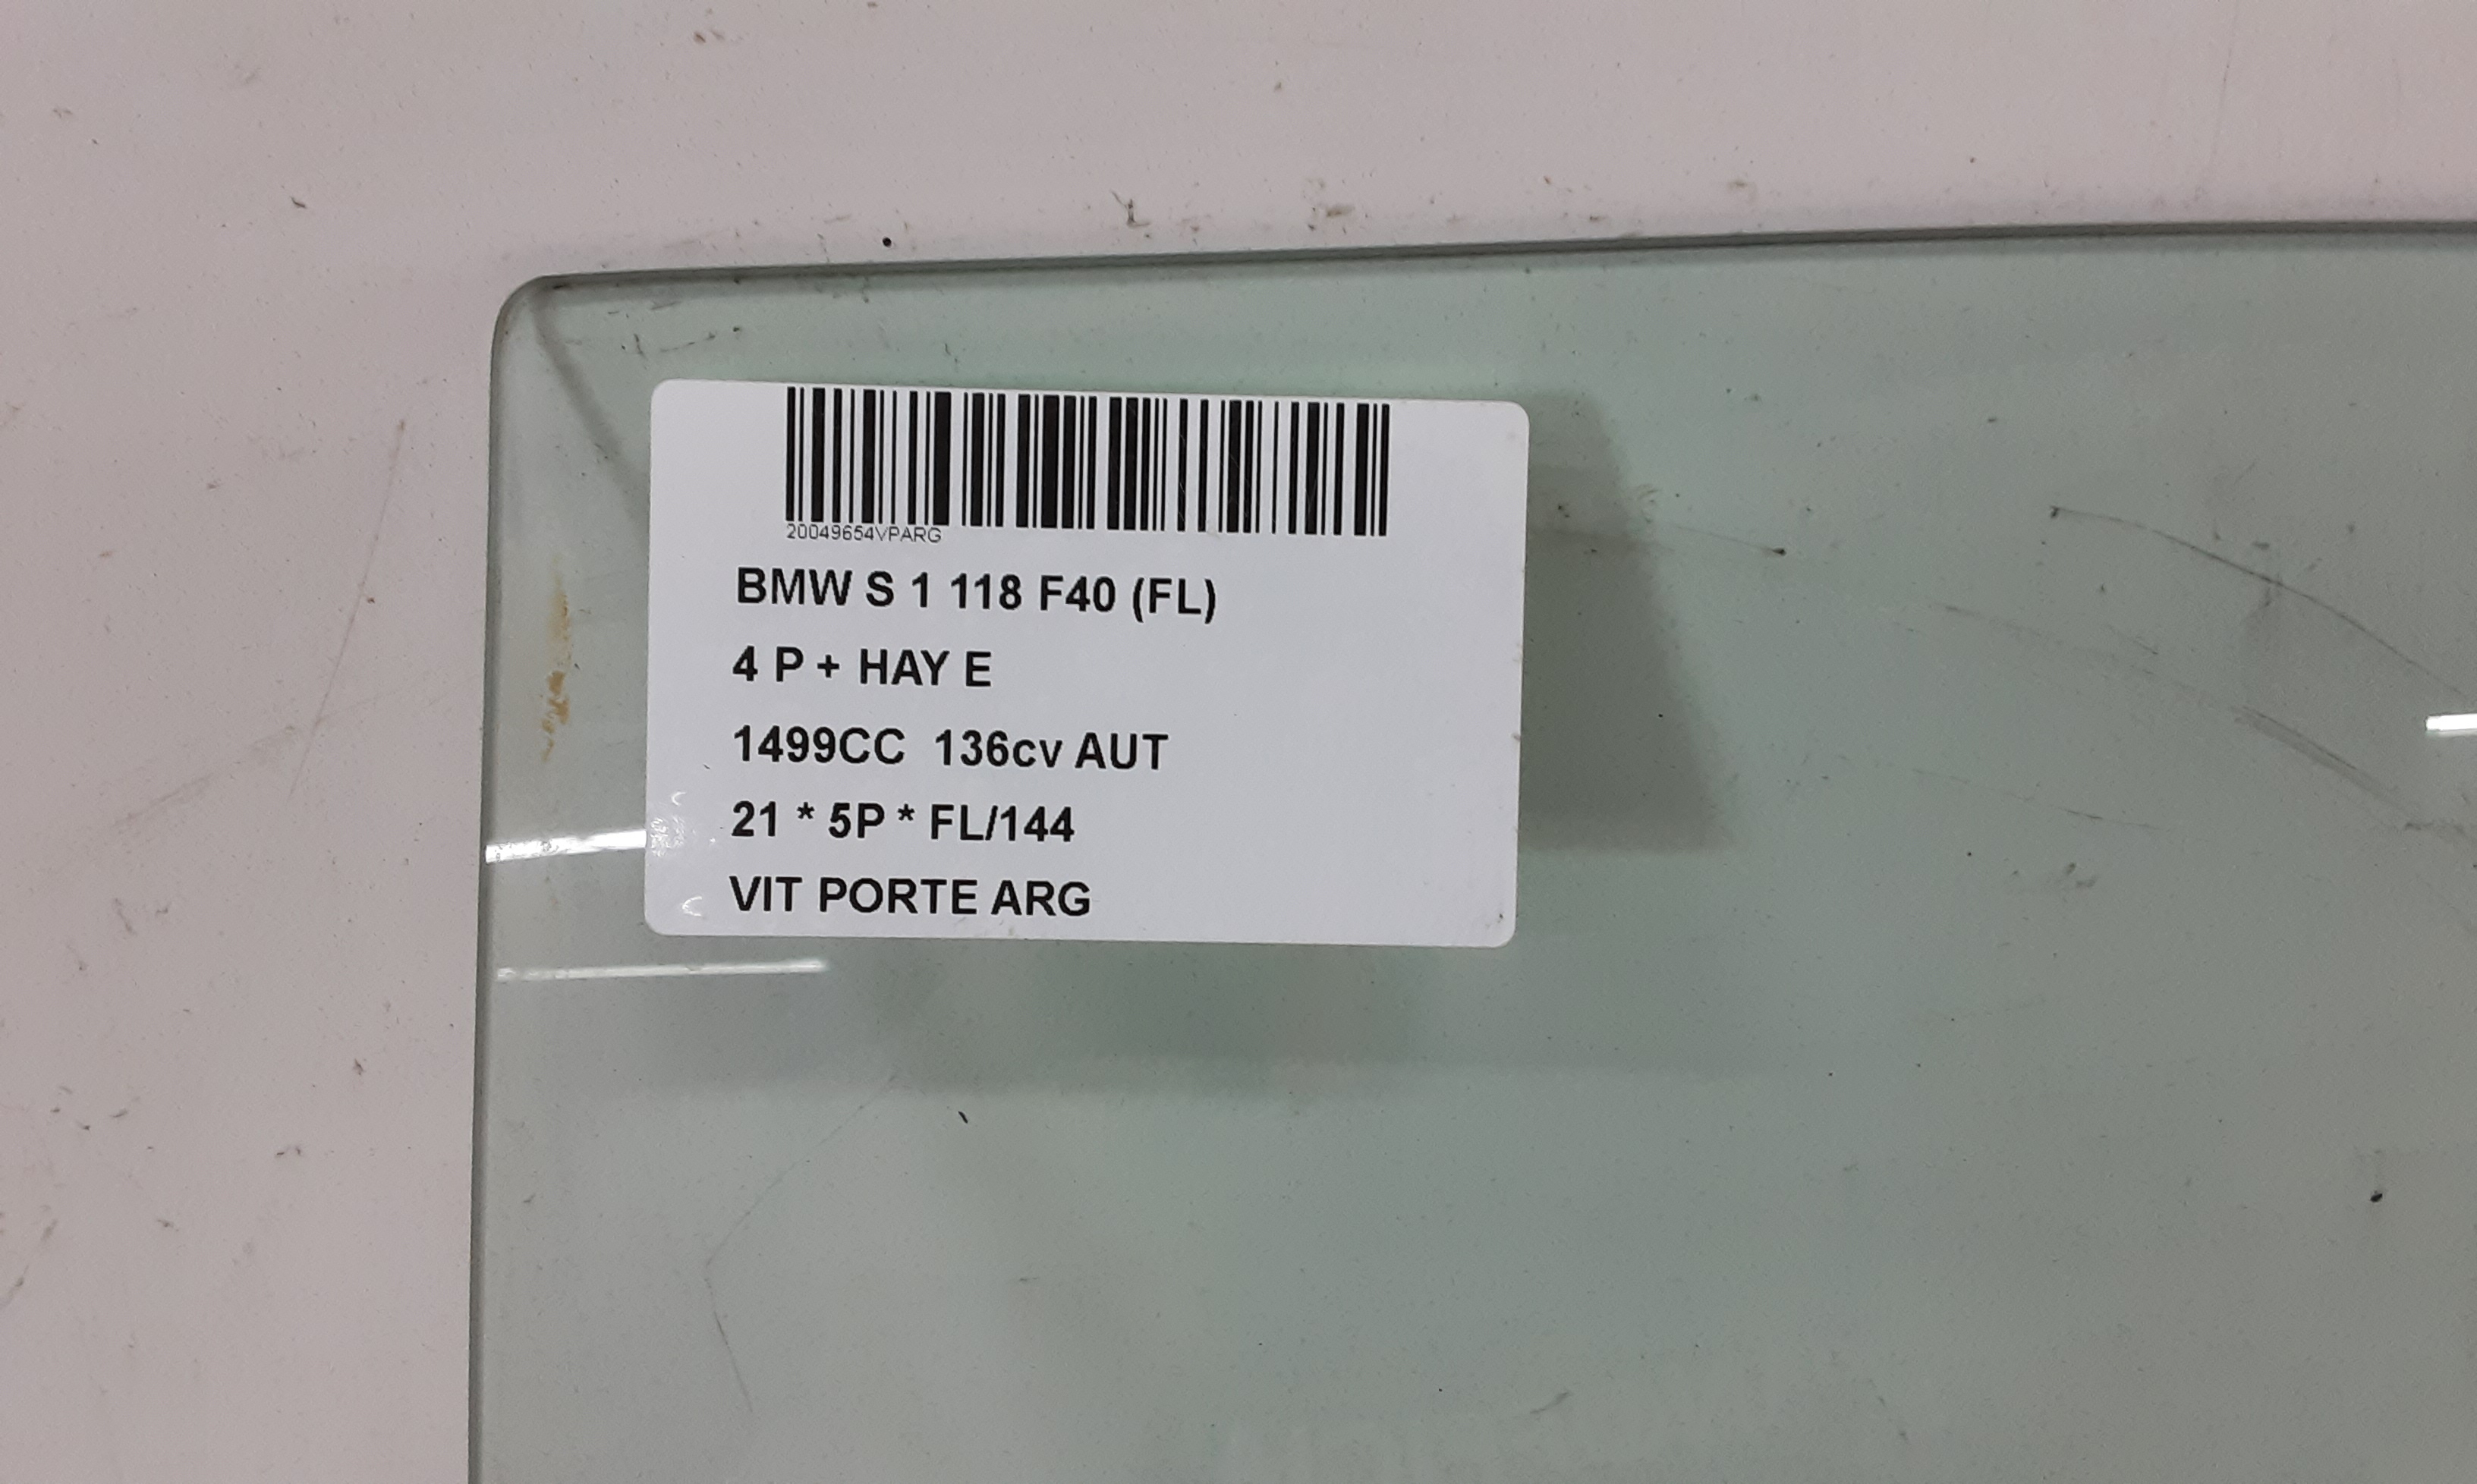 20049654VPARG
BMW S 1 118 F40 (FL)
4 P + HAY E
1499CC  136cv AUT
21 * 5P * FL/144
VIT PORTE ARG